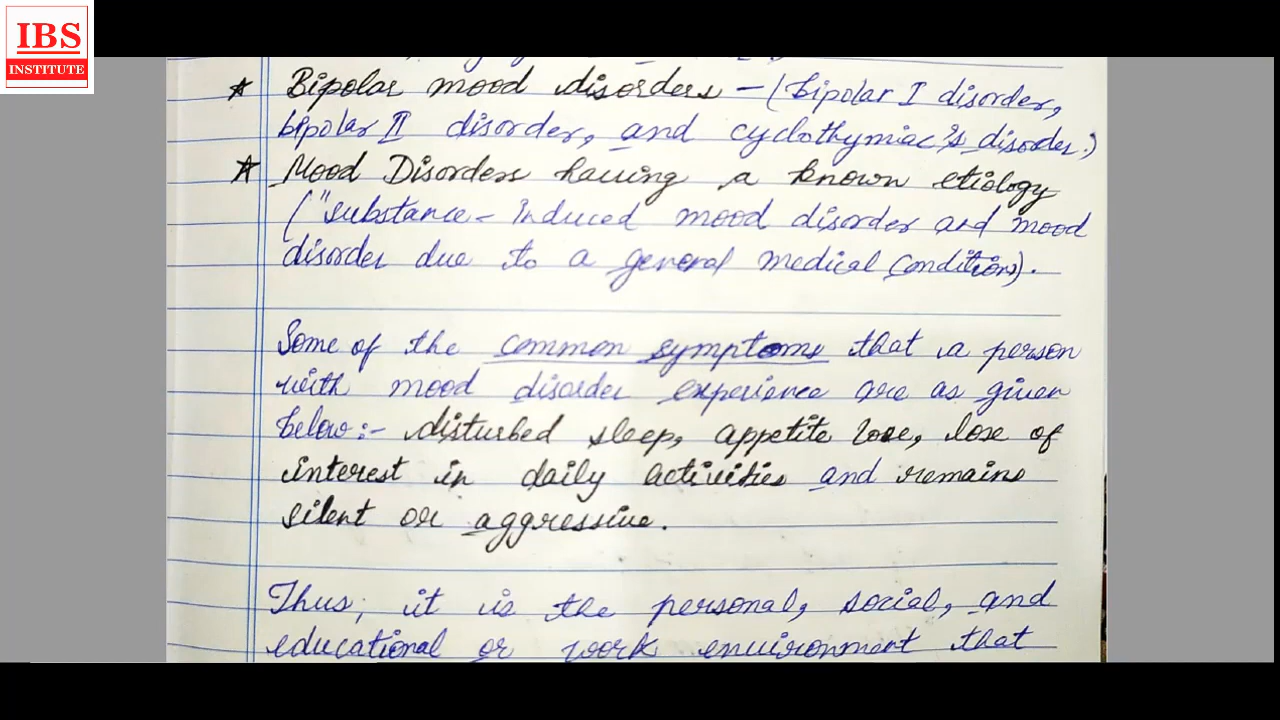 IBS
INSTITUTE
★ Bipolar mood disorders - (bipolar I disorder,
bipolar II disorder, and cyclothymiac's disorder.)
★ Mood Disorders having a known etiology
("substance- Induced mood disorder and mood
disorder due to a general medical conditions).
Some of the common symptoms that a person
with mood disorder experience are as given
below:- disturbed sleep, appetite lose, lose of
interest in daily activities and remains
silent or aggressive.
Thus, it is the personal, social, and
educational or work environment that